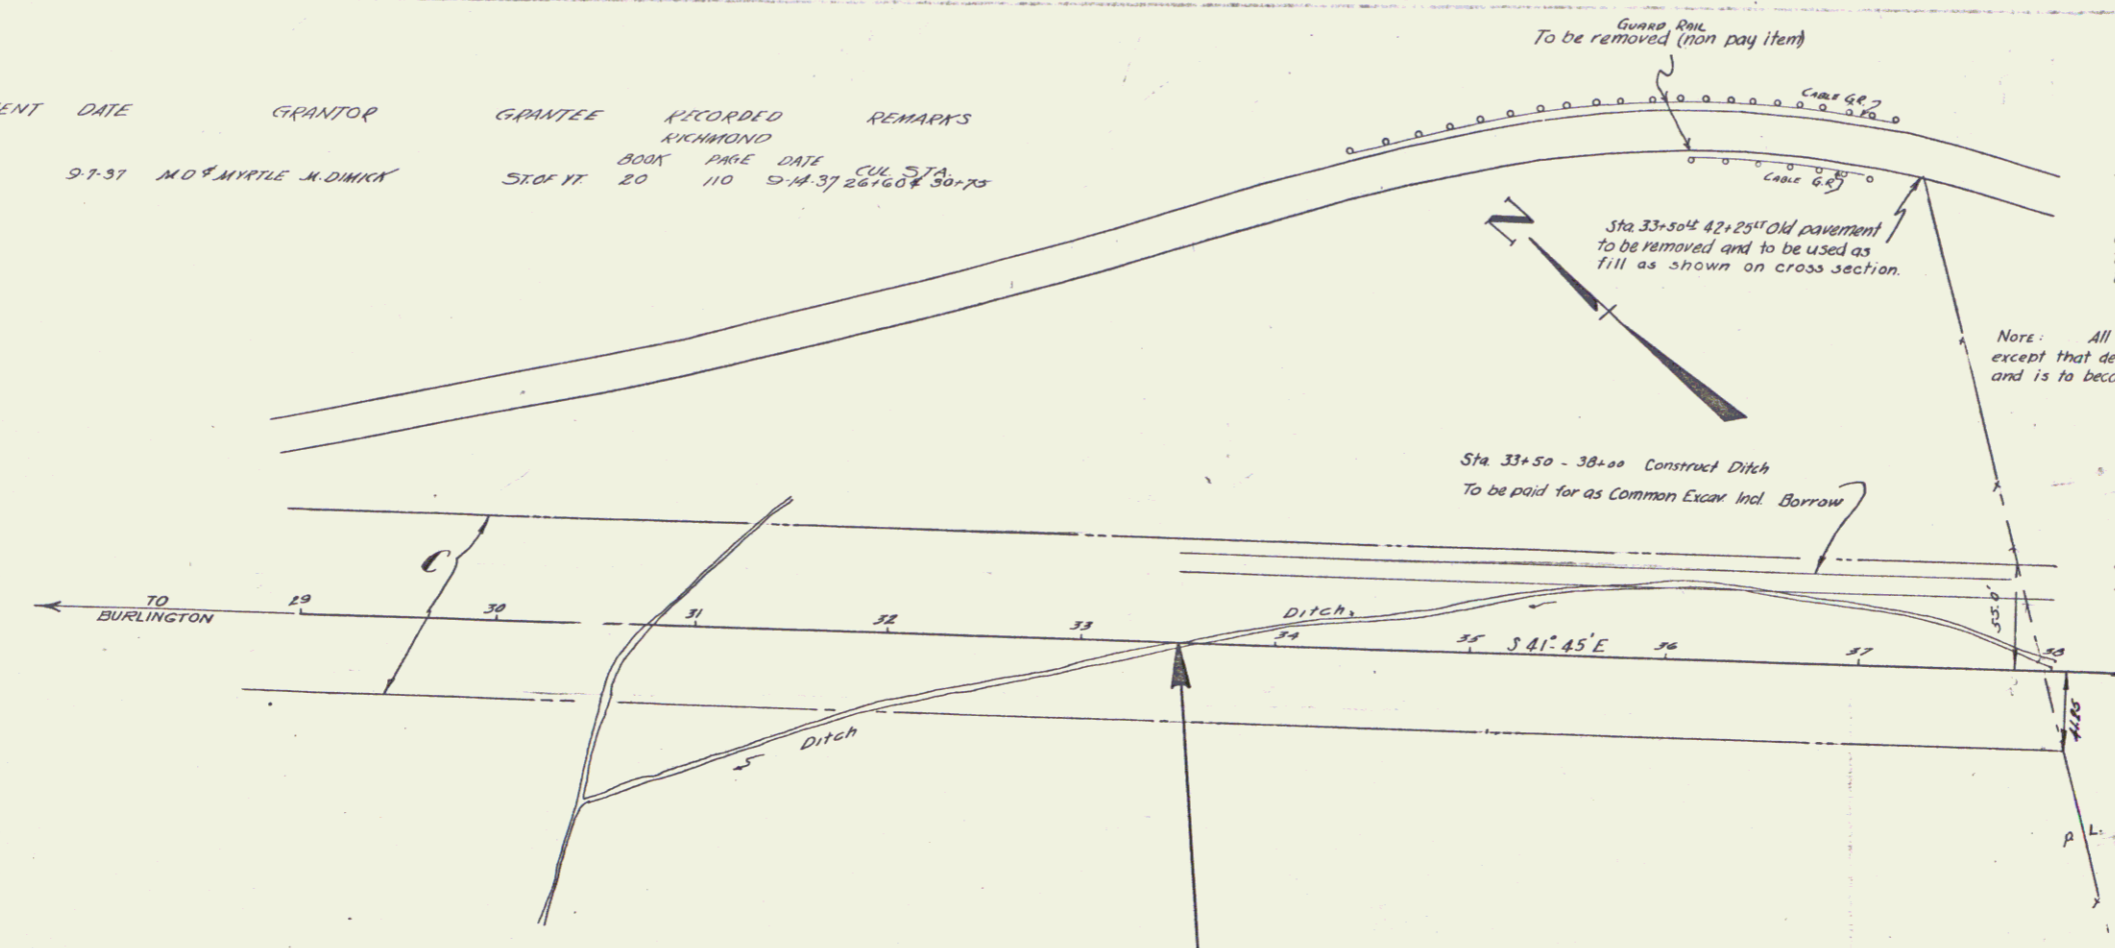 GUARD RAIL
To be removed (non pay item)
CABLE G.R.
ENT DATE GRANTOR GRANTEE RECORDED REMARKS
RICHMOND
BOOK PAGE DATE CUL. STA.
9-7-37 M.D & MYRTLE M. DIMICK ST. OF VT. 20 110 9-14-37 26+60 & 30+75
CABLE G.R.
N
Sta. 33+50 Lt 42+25 LT Old pavement
to be removed and to be used as
fill as shown on cross section.
NOTE: All
except that de
and is to beco
Sta. 33+50 - 38+00 Construct Ditch
To be paid for as Common Excav. Incl. Borrow
C
TO
BURLINGTON
29 30 31 32 33 34 35 36 37 38
Ditch
S 41°-45' E
55.0'
Ditch
P L